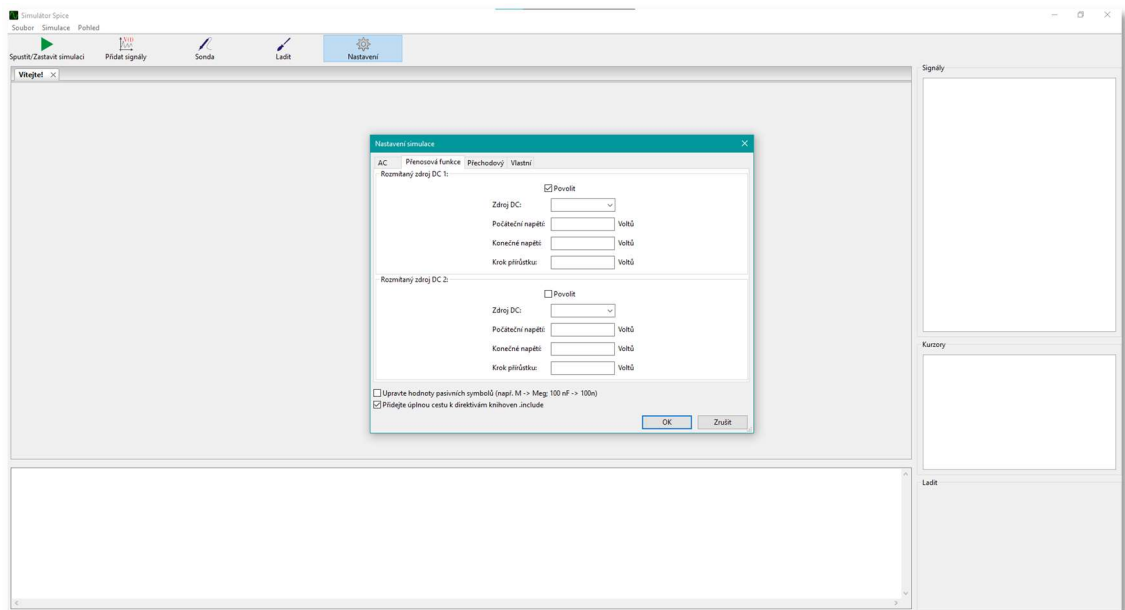 Simulátor Spice
Soubor Simulace Pohled
Spustit/Zastavit simulaci Přidat signály Sonda Ladit Nastavení
Vítejte!
Signály
Nastavení simulace
AC Přenosová funkce Přechodový Vlastní
Rozmítaný zdroj DC 1:
Povolit
Zdroj DC:
Počáteční napětí: Voltů
Konečné napětí: Voltů
Krok přírůstku: Voltů
Rozmítaný zdroj DC 2:
Povolit
Zdroj DC:
Počáteční napětí: Voltů
Konečné napětí: Voltů
Krok přírůstku: Voltů
Upravte hodnoty pasivních symbolů (např. M -> Meg; 100 nF -> 100n)
Přidejte úplnou cestu k direktivám knihoven .include
OK Zrušit
Kurzory
Ladit